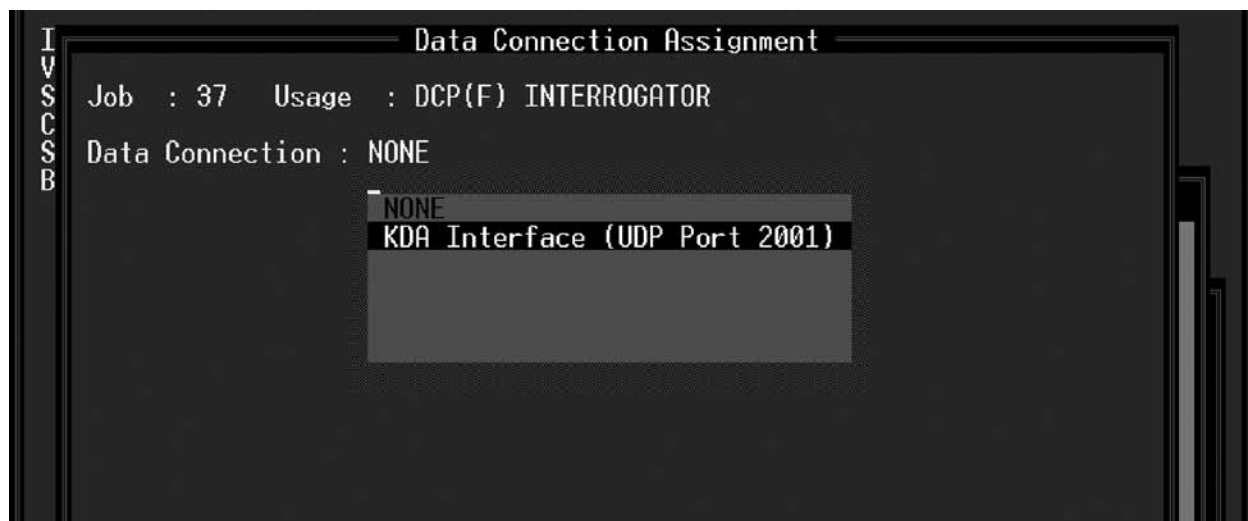 Data Connection Assignment
I
V
S
C
S
B
Job : 37 Usage : DCP(F) INTERROGATOR
Data Connection : NONE
NONE
KDA Interface (UDP Port 2001)